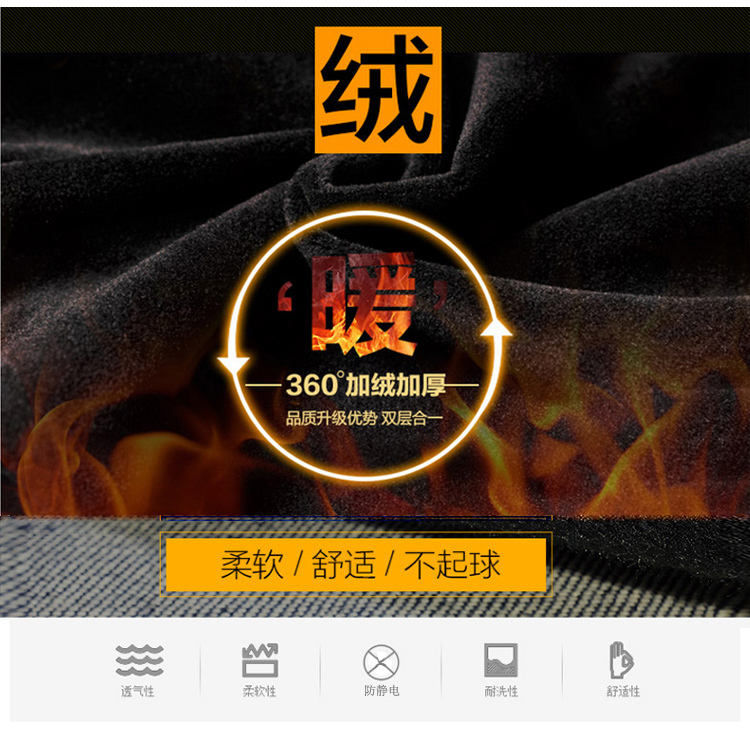 绒
‘暖’
360°加绒加厚
品质升级优势 双层合一
柔软 / 舒适 / 不起球
透气性
柔软性
防静电
耐洗性
舒适性